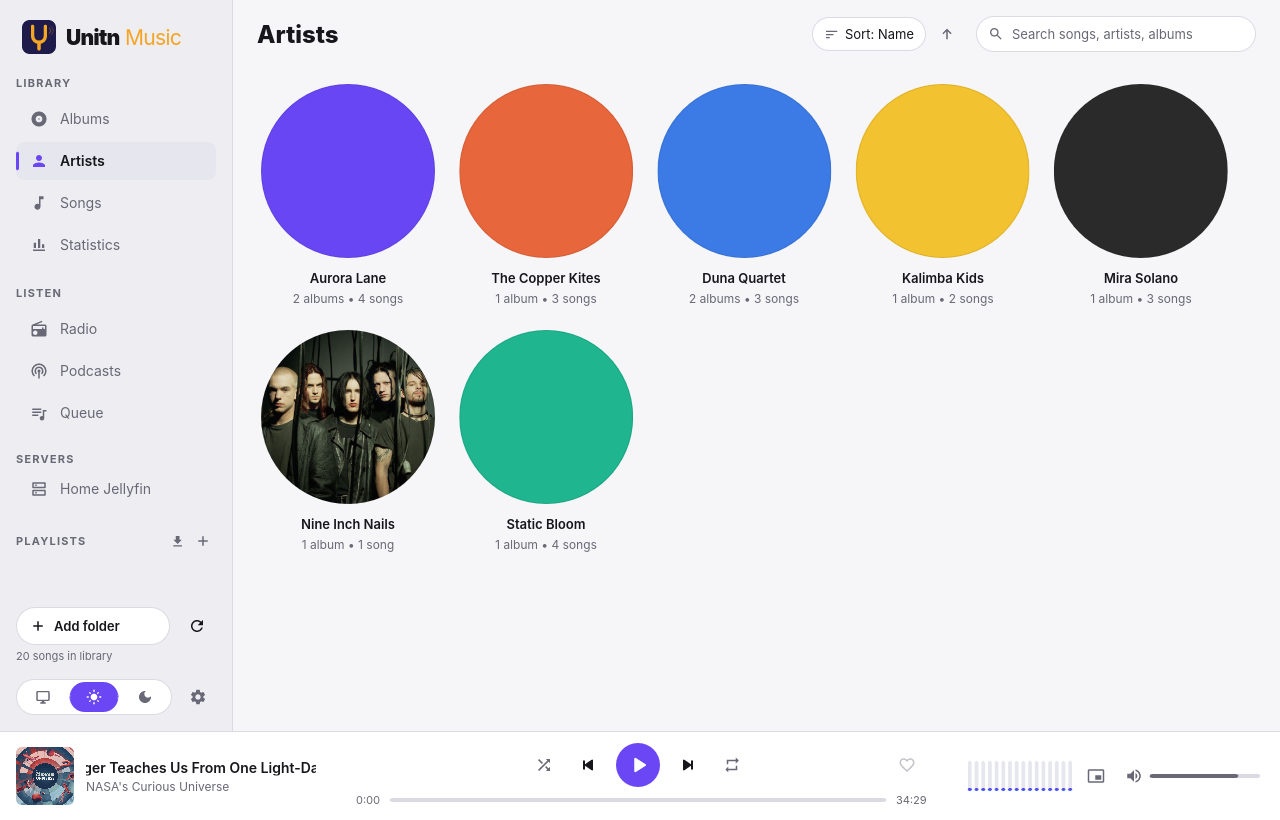 Unitn Music
LIBRARY
Albums
Artists
Songs
Statistics
LISTEN
Radio
Podcasts
Queue
SERVERS
Home Jellyfin
PLAYLISTS
Add folder
20 songs in library
Artists
Sort: Name
Search songs, artists, albums
Aurora Lane
2 albums • 4 songs
The Copper Kites
1 album • 3 songs
Duna Quartet
2 albums • 3 songs
Kalimba Kids
1 album • 2 songs
Mira Solano
1 album • 3 songs
Nine Inch Nails
1 album • 1 song
Static Bloom
1 album • 4 songs
ger Teaches Us From One Light-Da
NASA's Curious Universe
0:00
34:29